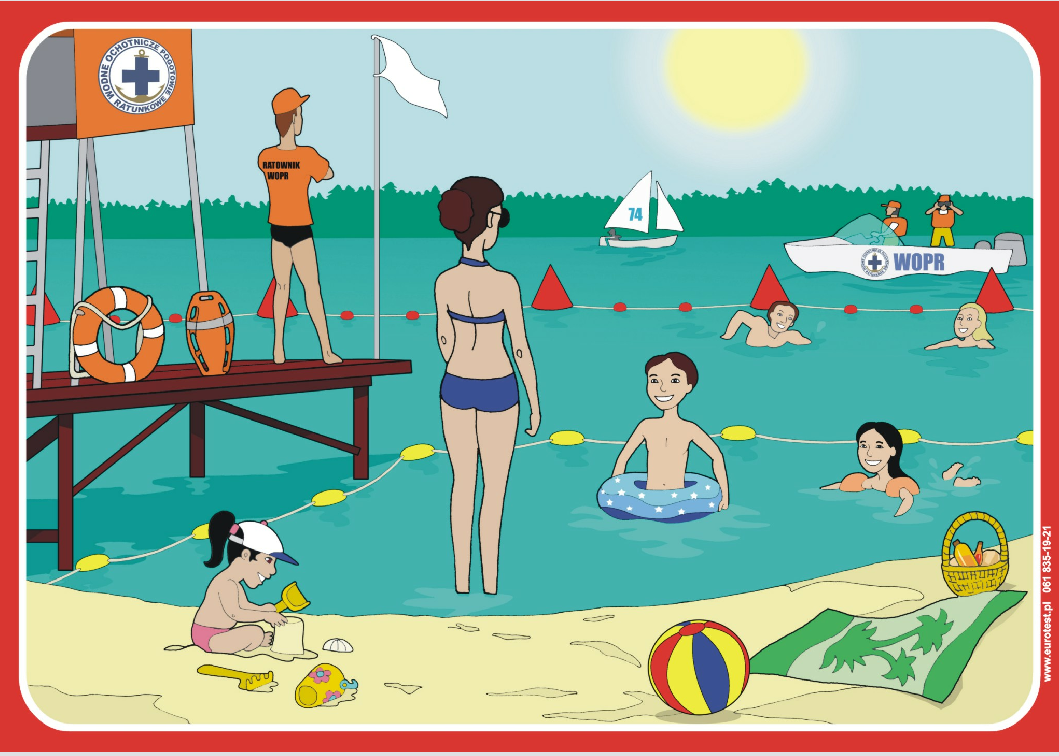 WODNE OCHOTNICZE POGOTOWIE
RATUNKOWE
RATOWNIK
WOPR
74
WOPR
www.eurotest.pl 061 835-19-21